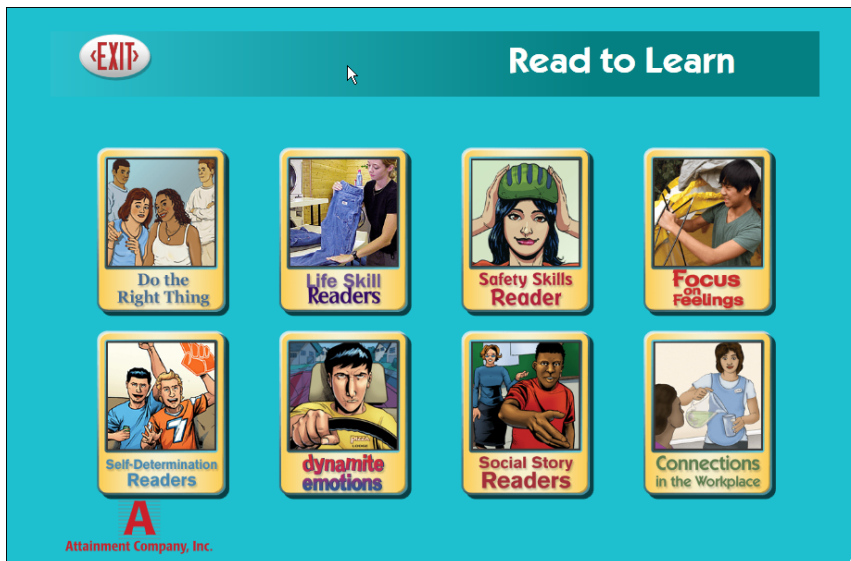 ‹EXIT›
Read to Learn
Do the
Right Thing
Life Skill
Readers
Safety Skills
Reader
Focus
on
Feelings
Self-Determination
Readers
dynamite
emotions
Social Story
Readers
Connections
in the Workplace
A
Attainment Company, Inc.